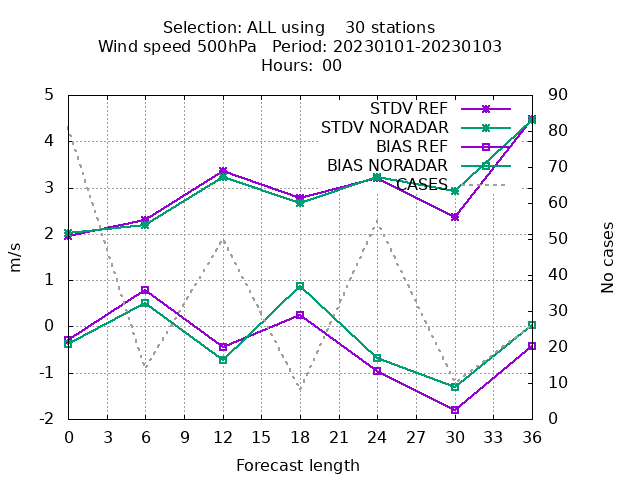 Selection: ALL using    30 stations
Wind speed 500hPa   Period: 20230101-20230103
Hours: 00
5
4
3
2
1
0
-1
-2
m/s
90
80
70
60
50
40
30
20
10
0
No cases
STDV REF
STDV NORADAR
BIAS REF
BIAS NORADAR
CASES
0 3 6 9 12 15 18 21 24 27 30 33 36
Forecast length